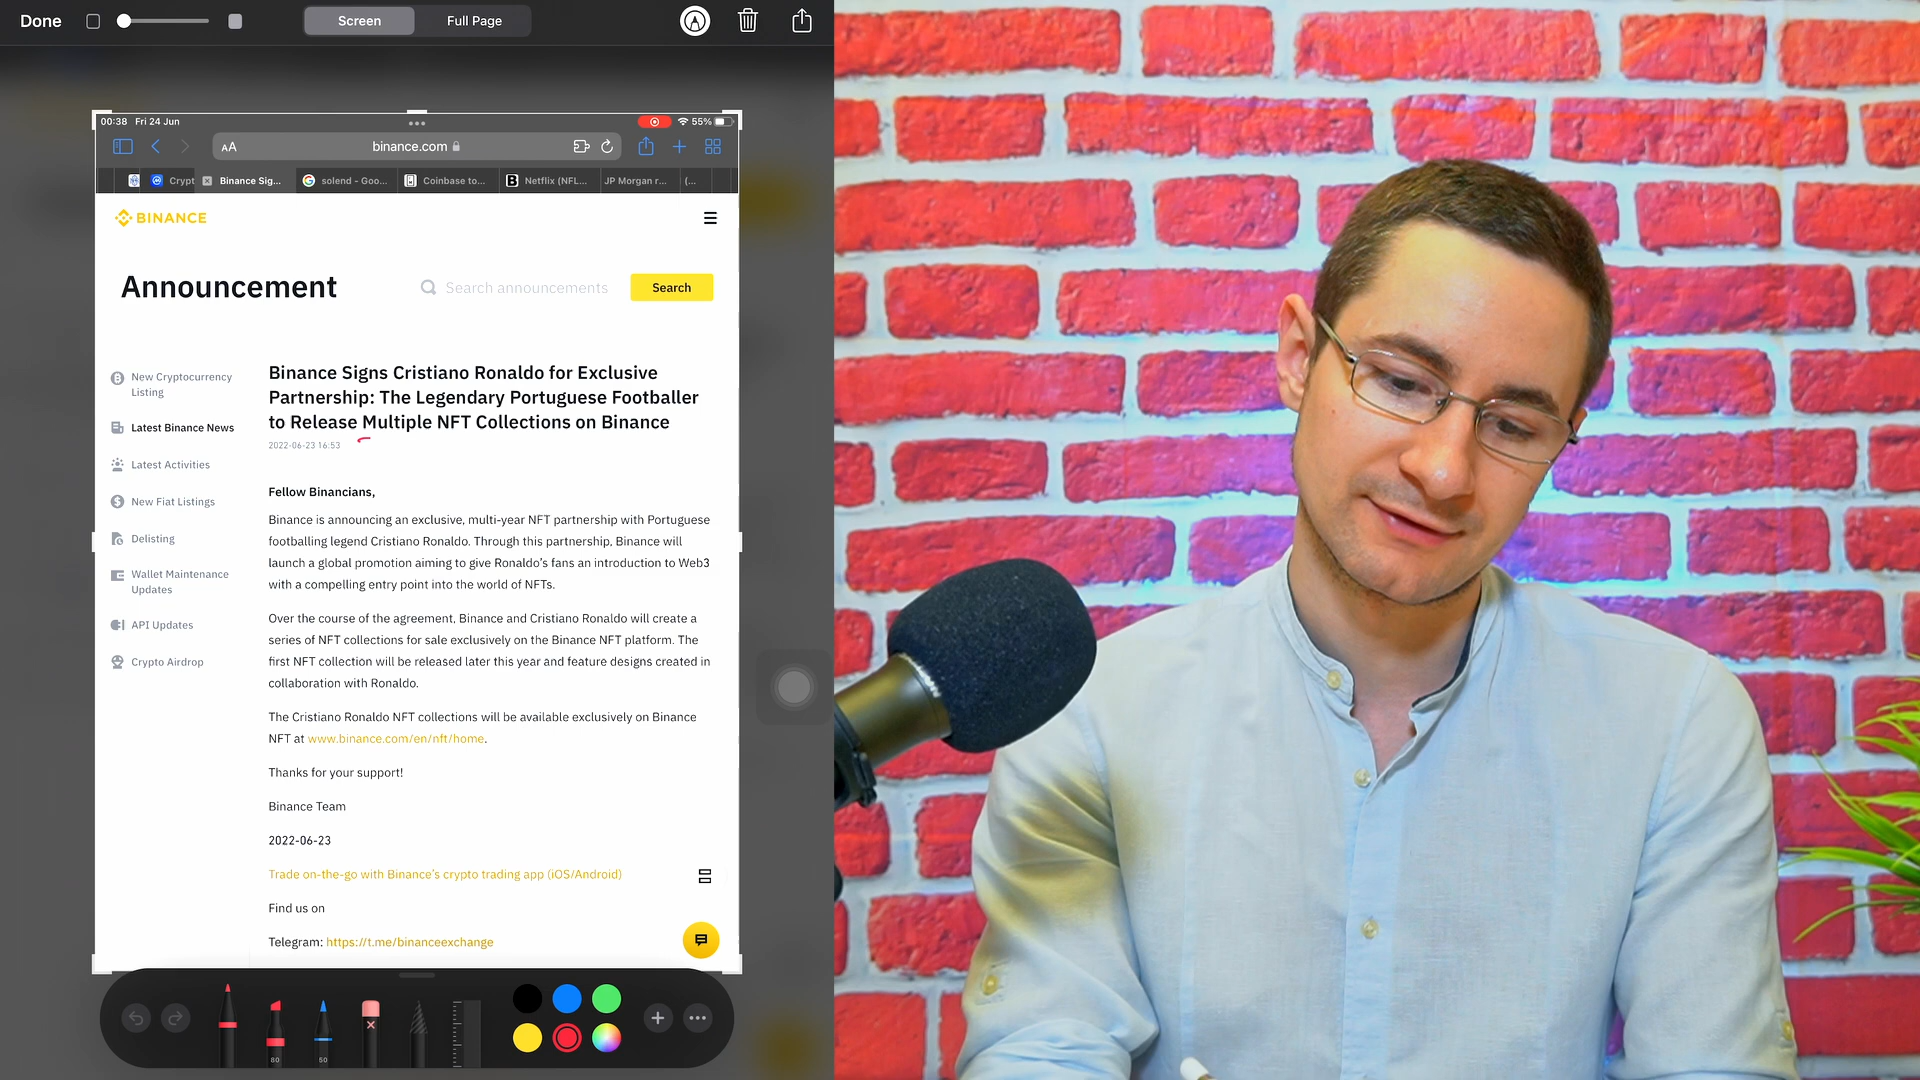 Done
Screen
Full Page
00:38 Fri 24 Jun
55%
AA
binance.com
Crypt
Binance Sig...
solend - Goo...
Coinbase to...
Netflix (NFL...
JP Morgan r...
(...
BINANCE
Announcement
Search announcements
Search
New Cryptocurrency
Listing
Latest Binance News
Latest Activities
New Fiat Listings
Delisting
Wallet Maintenance
Updates
API Updates
Crypto Airdrop
Binance Signs Cristiano Ronaldo for Exclusive
Partnership: The Legendary Portuguese Footballer
to Release Multiple NFT Collections on Binance
2022-06-23 16:53
Fellow Binancians,
Binance is announcing an exclusive, multi-year NFT partnership with Portuguese
footballing legend Cristiano Ronaldo. Through this partnership, Binance will
launch a global promotion aiming to give Ronaldo's fans an introduction to Web3
with a compelling entry point into the world of NFTs.
Over the course of the agreement, Binance and Cristiano Ronaldo will create a
series of NFT collections for sale exclusively on the Binance NFT platform. The
first NFT collection will be released later this year and feature designs created in
collaboration with Ronaldo.
The Cristiano Ronaldo NFT collections will be available exclusively on Binance
NFT at www.binance.com/en/nft/home.
Thanks for your support!
Binance Team
2022-06-23
Trade on-the-go with Binance's crypto trading app (iOS/Android)
Find us on
Telegram: https://t.me/binanceexchange
80
50